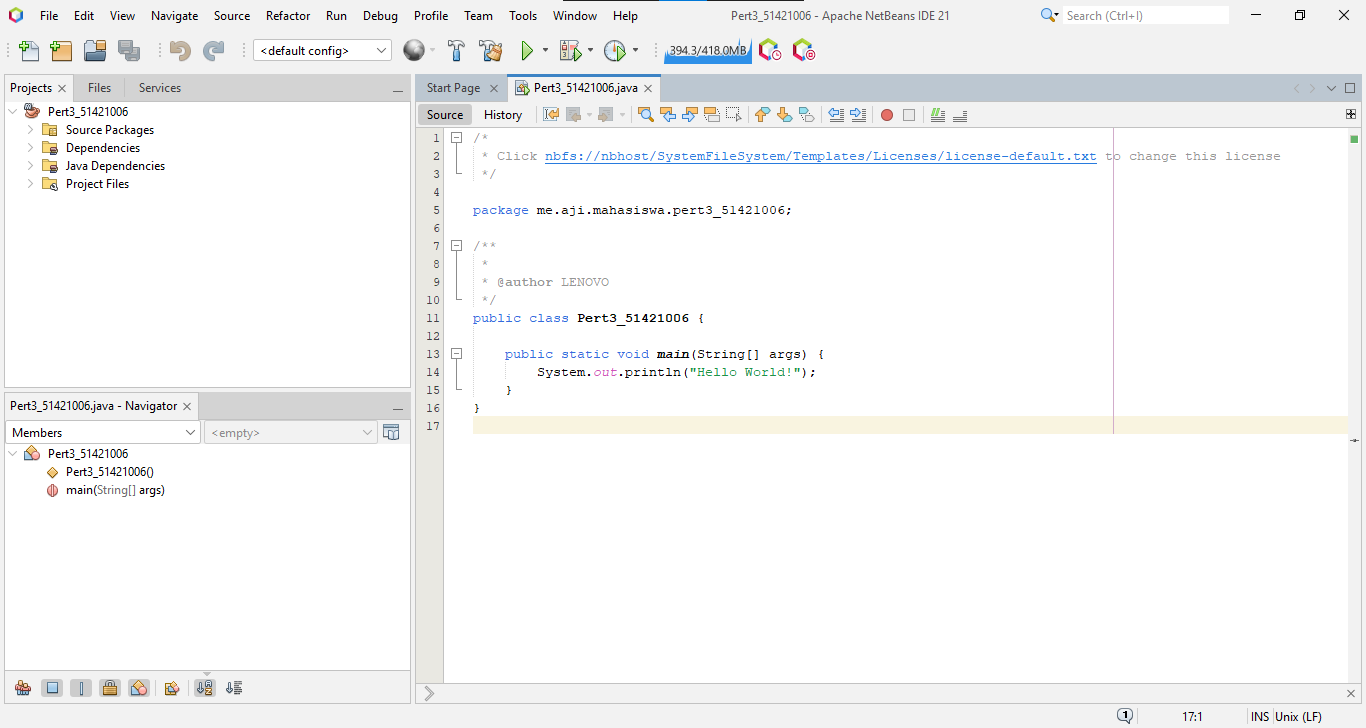 File Edit View Navigate Source Refactor Run Debug Profile Team Tools Window Help
Pert3_51421006 - Apache NetBeans IDE 21
Search (Ctrl+I)
<default config>
394.3/418.0MB
Projects
Files
Services
Pert3_51421006
Source Packages
Dependencies
Java Dependencies
Project Files
Pert3_51421006.java - Navigator
Members
<empty>
Pert3_51421006
Pert3_51421006()
main(String[] args)
Start Page
Pert3_51421006.java
Source
History
1 /*
2 * Click nbfs://nbhost/SystemFileSystem/Templates/Licenses/license-default.txt to change this license
3 */
4
5 package me.aji.mahasiswa.pert3_51421006;
6
7 /**
8 *
9 * @author LENOVO
10 */
11 public class Pert3_51421006 {
12
13 public static void main(String[] args) {
14 System.out.println("Hello World!");
15 }
16 }
17
1
17:1
INS
Unix (LF)